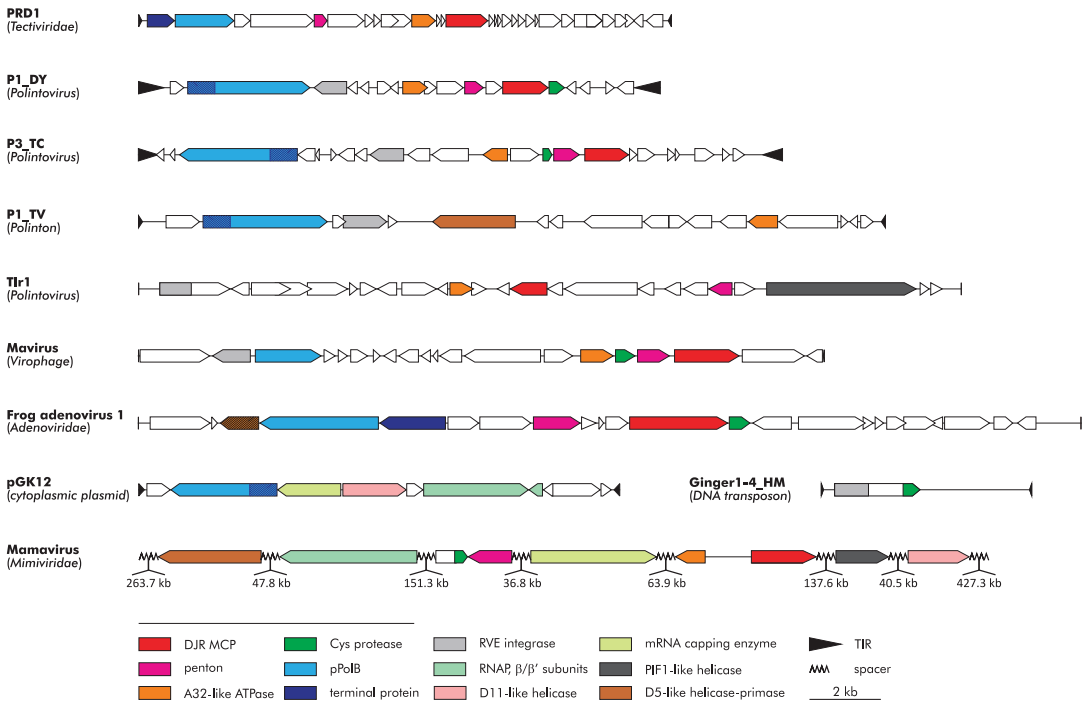 PRD1
(Tectiviridae)
P1_DY
(Polintovirus)
P3_TC
(Polintovirus)
P1_TV
(Polinton)
Tlr1
(Polintovirus)
Mavirus
(Virophage)
Frog adenovirus 1
(Adenoviridae)
pGK12
(cytoplasmic plasmid)
Ginger1-4_HM
(DNA transposon)
Mamavirus
(Mimiviridae)
263.7 kb 47.8 kb 151.3 kb 36.8 kb 63.9 kb 137.6 kb 40.5 kb 427.3 kb
DJR MCP Cys protease RVE integrase mRNA capping enzyme TIR
penton pPolB RNAP, β/β' subunits PIF1-like helicase spacer
A32-like ATPase terminal protein D11-like helicase D5-like helicase-primase 2 kb